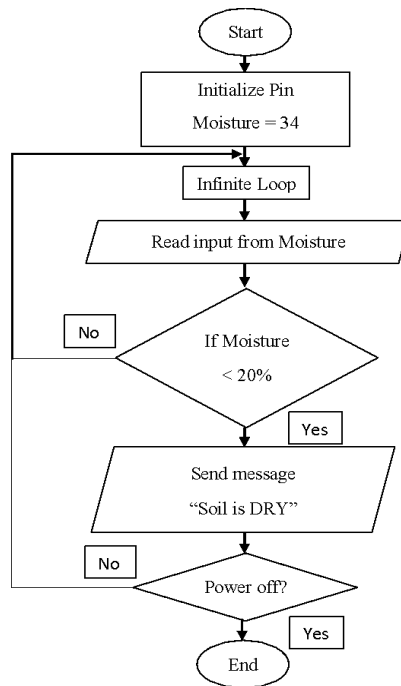 Start
Initialize Pin
Moisture = 34
Infinite Loop
Read input from Moisture
No
If Moisture
< 20%
Yes
Send message
“Soil is DRY”
No
Power off?
Yes
End